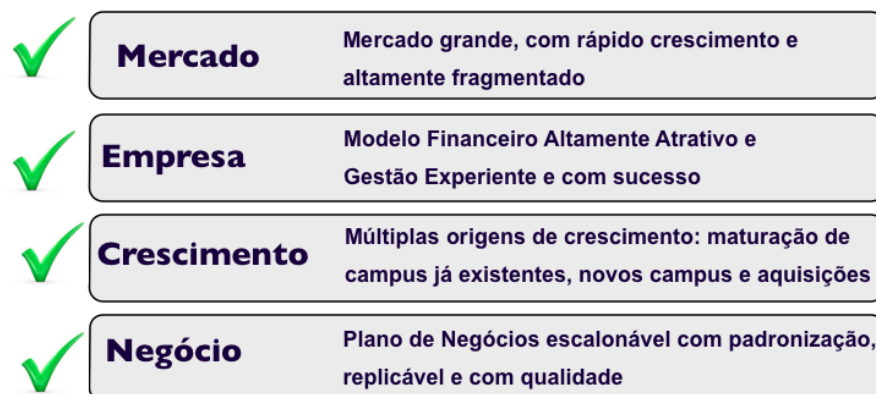 Mercado
Mercado grande, com rápido crescimento e
altamente fragmentado
Empresa
Modelo Financeiro Altamente Atrativo e
Gestão Experiente e com sucesso
Crescimento
Múltiplas origens de crescimento: maturação de
campus já existentes, novos campus e aquisições
Negócio
Plano de Negócios escalonável com padronização,
replicável e com qualidade